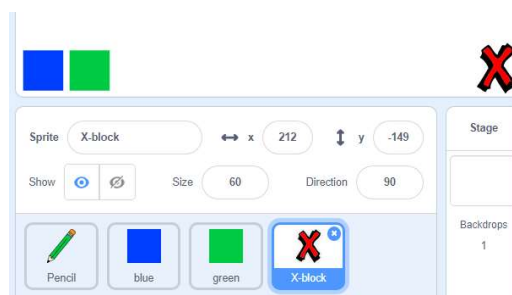 Sprite X-block x 212 y -149
Show Size 60 Direction 90
Stage
Backdrops
1
Pencil blue green X-block